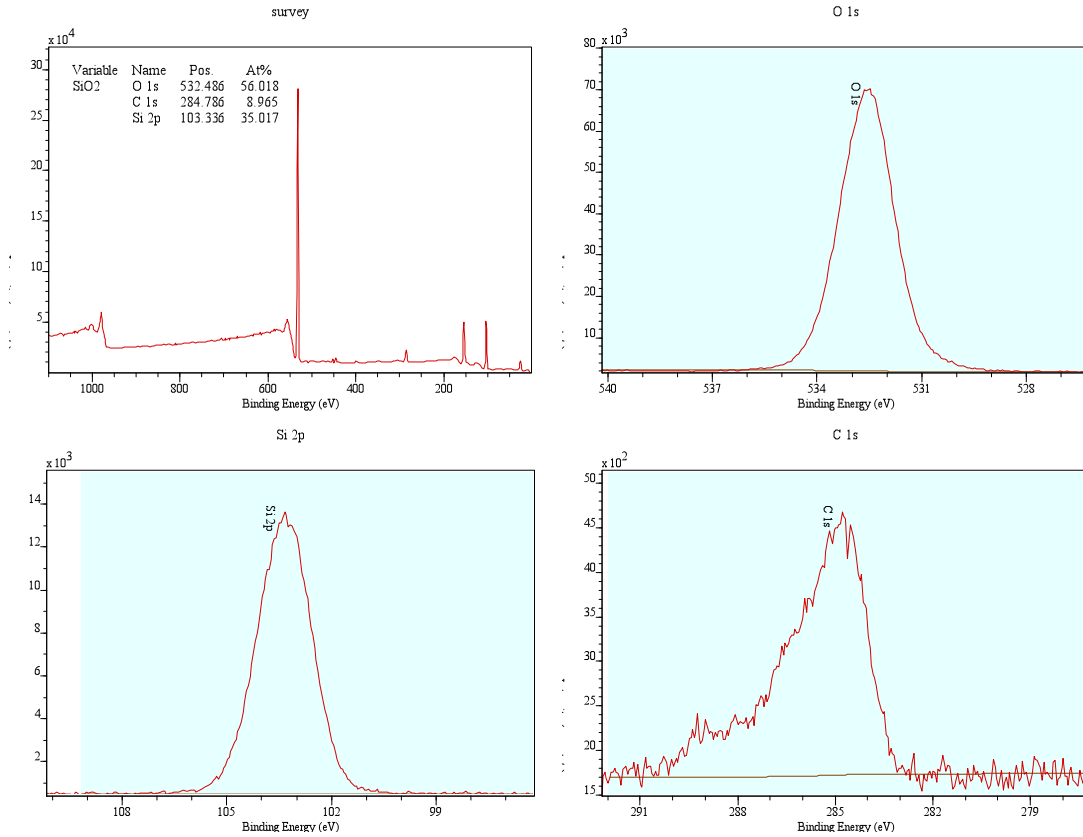 survey
x 10^4
Variable Name Pos. At%
SiO2 O 1s 532.486 56.018
C 1s 284.786 8.965
Si 2p 103.336 35.017
30
25
20
15
10
5
1000 800 600 400 200
Binding Energy (eV)
O 1s
x 10^3
O 1s
80
70
60
50
40
30
20
10
540 537 534 531 528
Binding Energy (eV)
Si 2p
x 10^3
Si 2p
14
12
10
8
6
4
2
108 105 102 99
Binding Energy (eV)
C 1s
x 10^2
C 1s
50
45
40
35
30
25
20
15
291 288 285 282 279
Binding Energy (eV)